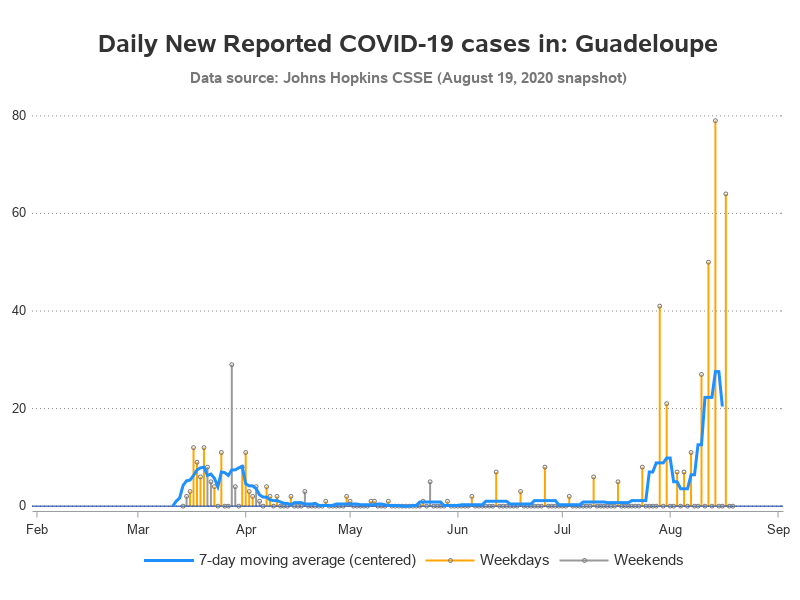 Daily New Reported COVID-19 cases in: Guadeloupe
Data source: Johns Hopkins CSSE (August 19, 2020 snapshot)
80
60
40
20
0
Feb Mar Apr May Jun Jul Aug Sep
7-day moving average (centered) Weekdays Weekends